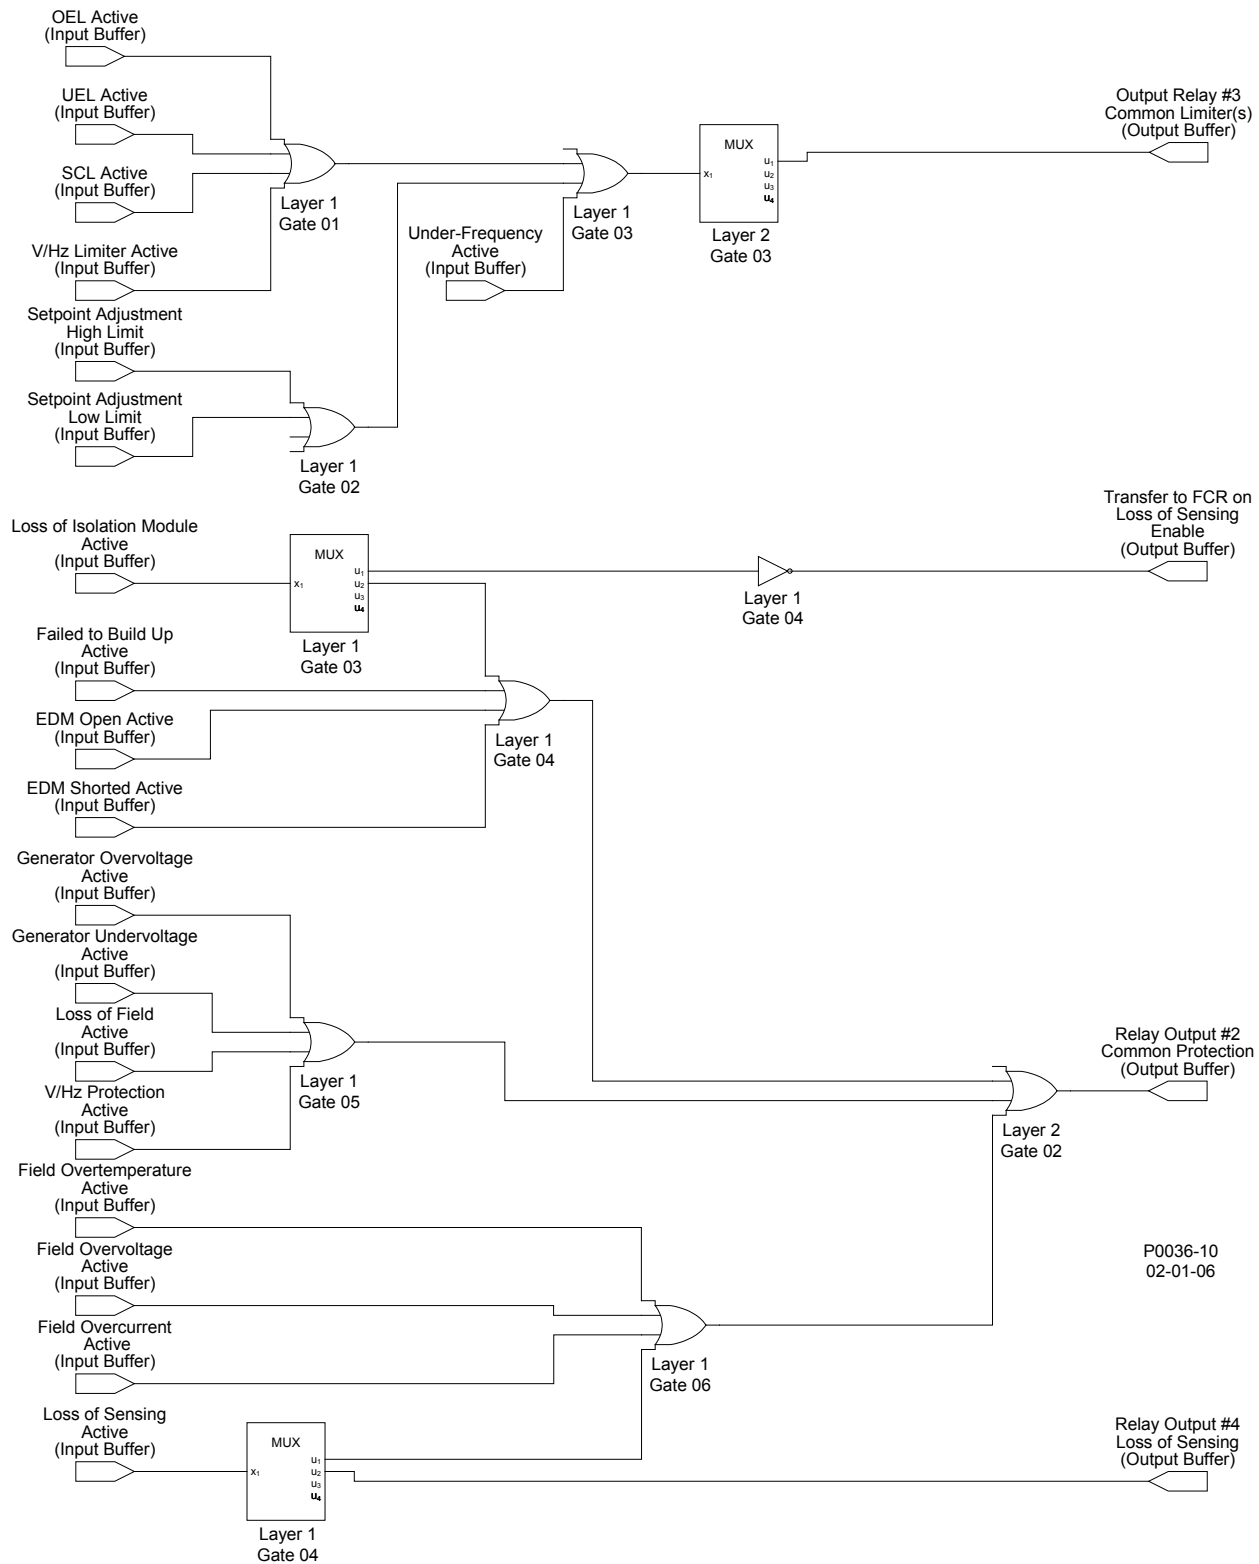 OEL Active
(Input Buffer)
UEL Active
(Input Buffer)
SCL Active
(Input Buffer)
Layer 1
Gate 01
V/Hz Limiter Active
(Input Buffer)
Under-Frequency
Active
(Input Buffer)
Layer 1
Gate 03
MUX
x1
u1
u2
u3
u4
Layer 2
Gate 03
Output Relay #3
Common Limiter(s)
(Output Buffer)
Setpoint Adjustment
High Limit
(Input Buffer)
Setpoint Adjustment
Low Limit
(Input Buffer)
Layer 1
Gate 02
Loss of Isolation Module
Active
(Input Buffer)
MUX
x1
u1
u2
u3
u4
Layer 1
Gate 03
Layer 1
Gate 04
Transfer to FCR on
Loss of Sensing
Enable
(Output Buffer)
Failed to Build Up
Active
(Input Buffer)
EDM Open Active
(Input Buffer)
Layer 1
Gate 04
EDM Shorted Active
(Input Buffer)
Generator Overvoltage
Active
(Input Buffer)
Generator Undervoltage
Active
(Input Buffer)
Loss of Field
Active
(Input Buffer)
V/Hz Protection
Active
(Input Buffer)
Layer 1
Gate 05
Relay Output #2
Common Protection
(Output Buffer)
Layer 2
Gate 02
Field Overtemperature
Active
(Input Buffer)
Field Overvoltage
Active
(Input Buffer)
Field Overcurrent
Active
(Input Buffer)
Layer 1
Gate 06
P0036-10
02-01-06
Loss of Sensing
Active
(Input Buffer)
MUX
x1
u1
u2
u3
u4
Layer 1
Gate 04
Relay Output #4
Loss of Sensing
(Output Buffer)